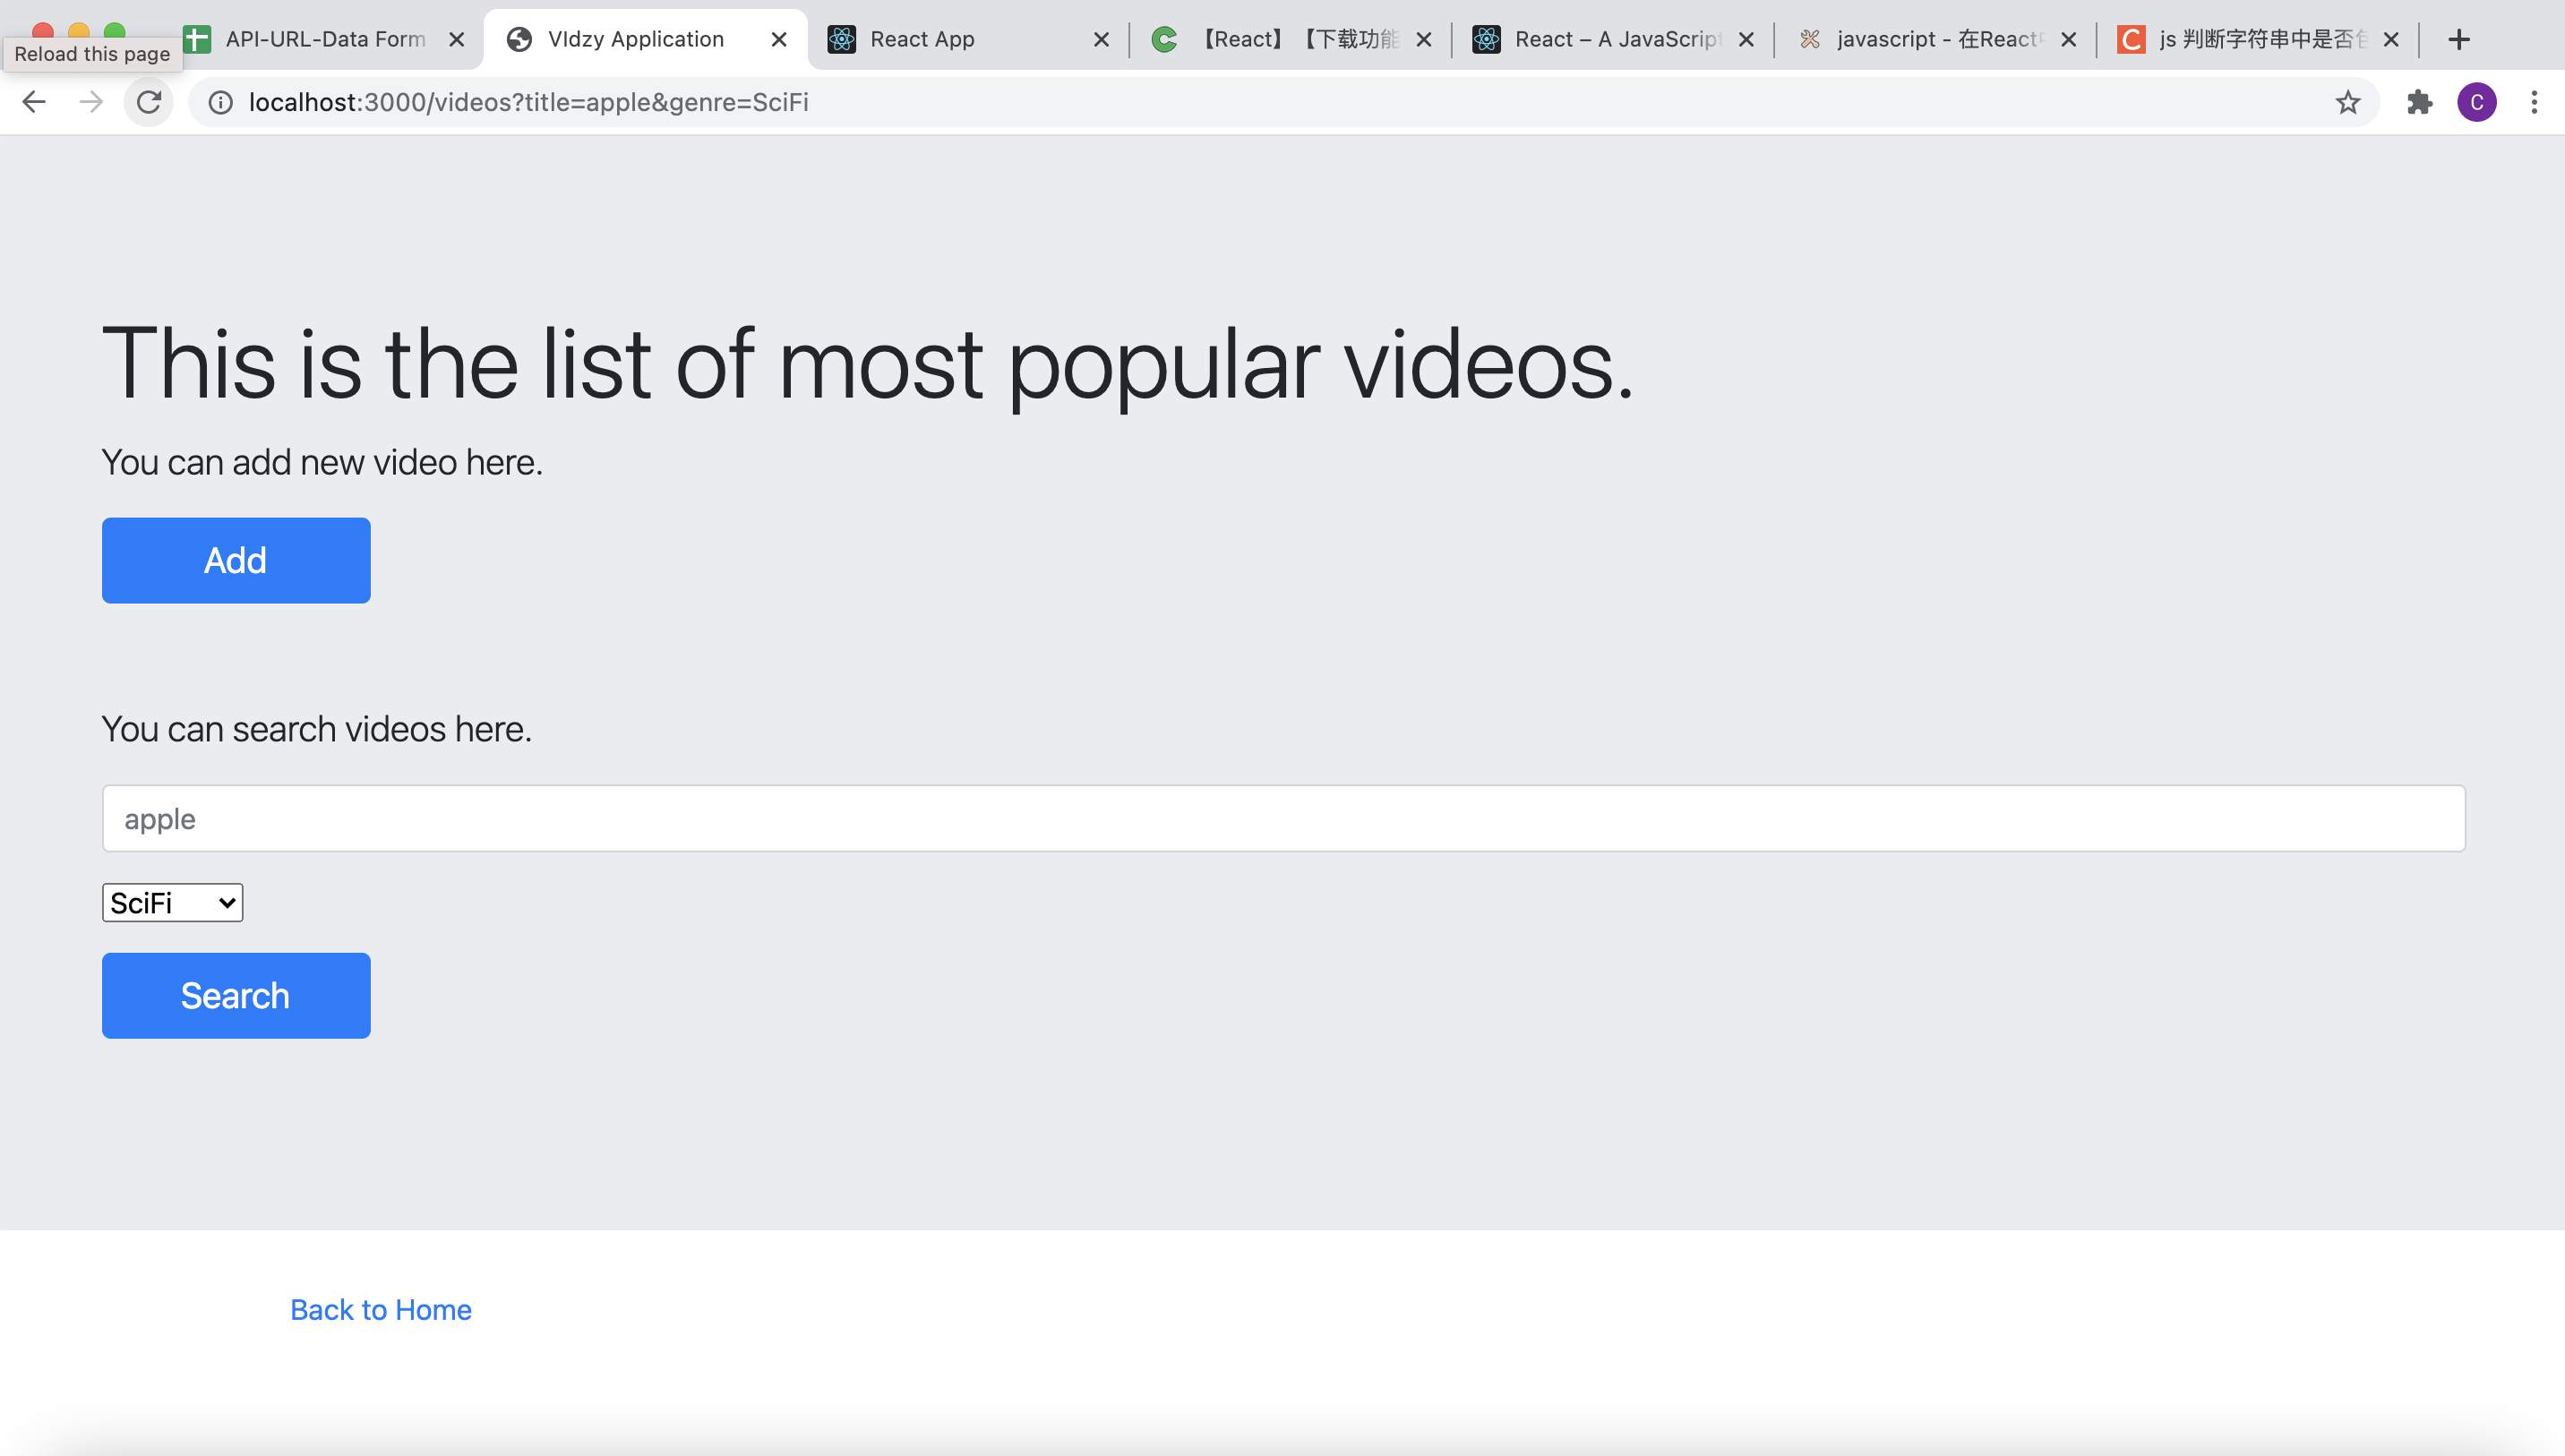 API-URL-Data Form
VIdzy Application
React App
【React】【下载功能
React – A JavaScript
javascript - 在React
js 判断字符串中是否
Reload this page
localhost:3000/videos?title=apple&genre=SciFi
C
This is the list of most popular videos.
You can add new video here.
Add
You can search videos here.
apple
SciFi
Search
Back to Home